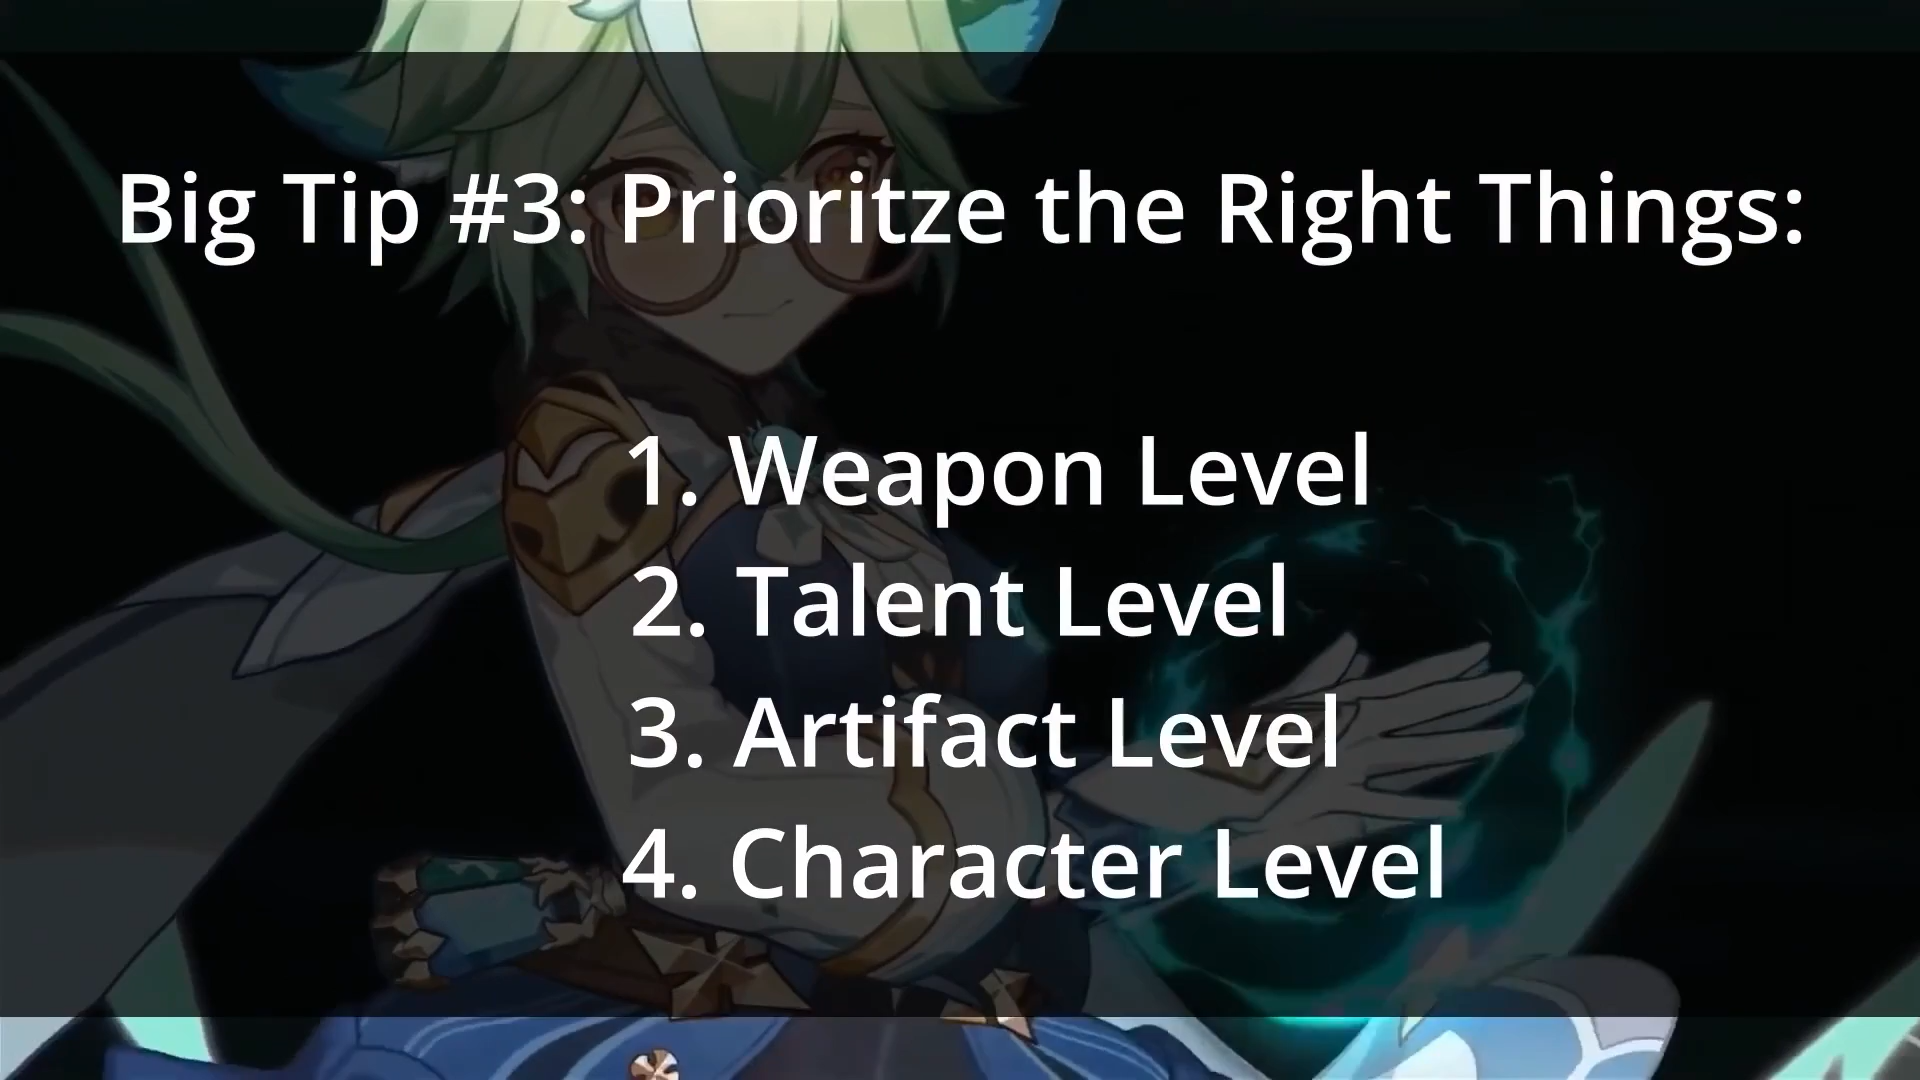 Big Tip #3: Prioritze the Right Things:
1. Weapon Level
2. Talent Level
3. Artifact Level
4. Character Level